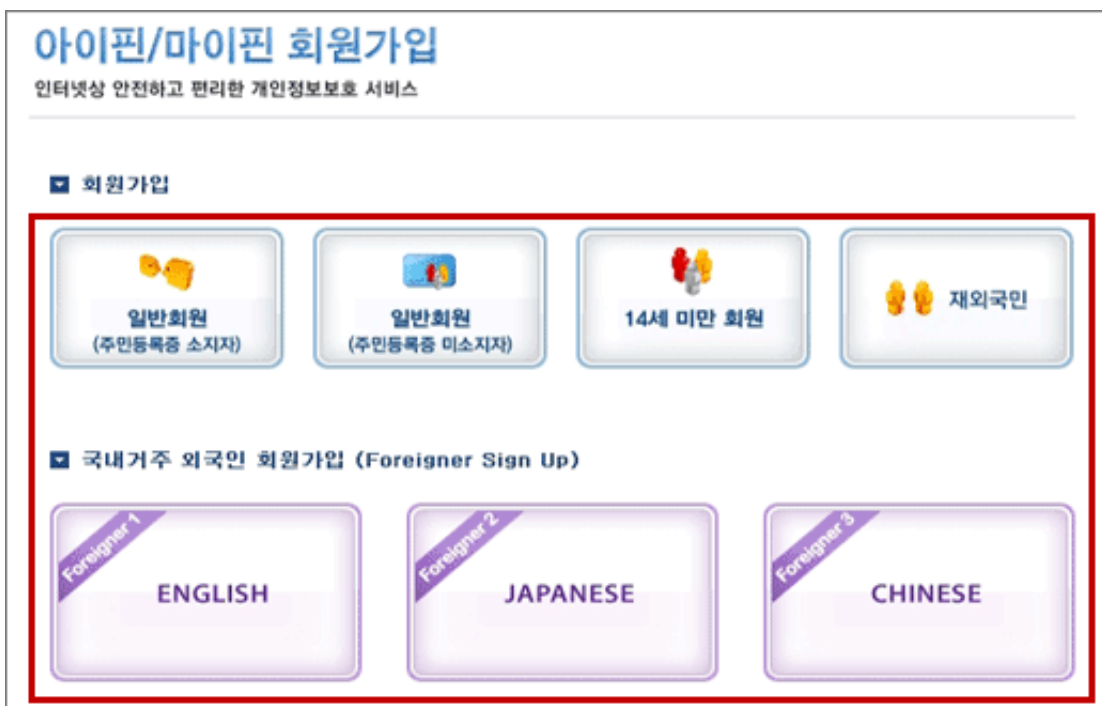 아이핀/마이핀 회원가입
인터넷상 안전하고 편리한 개인정보보호 서비스
회원가입
일반회원
(주민등록증 소지자)
일반회원
(주민등록증 미소지자)
14세 미만 회원
재외국민
국내거주 외국인 회원가입 (Foreigner Sign Up)
Foreigner 1
ENGLISH
Foreigner 2
JAPANESE
Foreigner 3
CHINESE